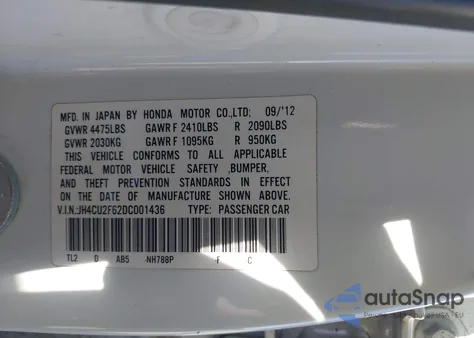 MFD. IN JAPAN BY HONDA MOTOR CO.,LTD; 09/'12
GVWR 4475LBS GAWR F 2410LBS R 2090LBS
GVWR 2030KG GAWR F 1095KG R 950KG
THIS VEHICLE CONFORMS TO ALL APPLICABLE
FEDERAL MOTOR VEHICLE SAFETY ,BUMPER,
AND THEFT PREVENTION STANDARDS IN EFFECT
ON THE DATE OF MANUFACTURE SHOWN ABOVE.
V.I.N.:JH4CU2F62DC001436 TYPE: PASSENGER CAR
TL2 D AB5 -NH788P -F C
autoSnap